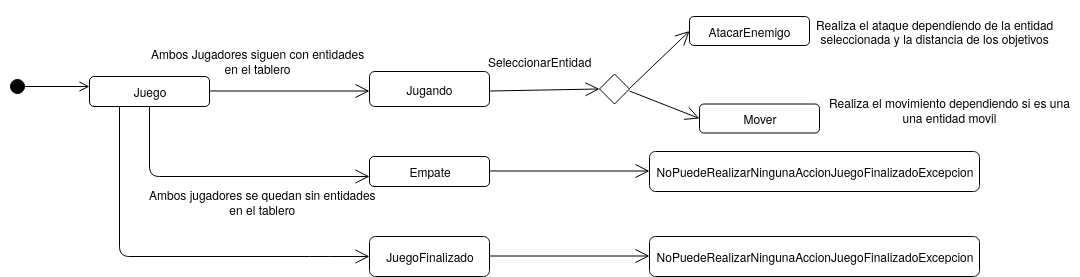 Ambos Jugadores siguen con entidades
en el tablero
Juego
Jugando
SeleccionarEntidad
AtacarEnemigo
Realiza el ataque dependiendo de la entidad
seleccionada y la distancia de los objetivos
Mover
Realiza el movimiento dependiendo si es una
una entidad movil
Empate
Ambos jugadores se quedan sin entidades
en el tablero
NoPuedeRealizarNingunaAccionJuegoFinalizadoExcepcion
JuegoFinalizado
NoPuedeRealizarNingunaAccionJuegoFinalizadoExcepcion